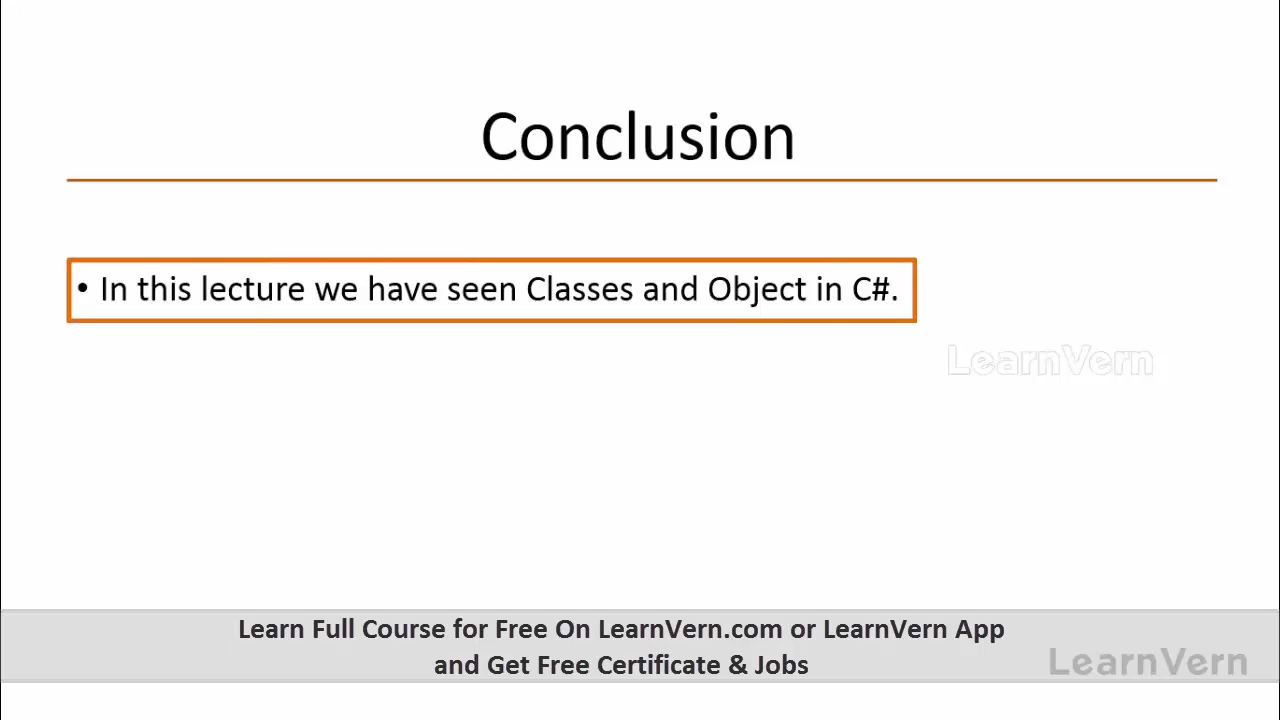 Conclusion
• In this lecture we have seen Classes and Object in C#.
LearnVern
Learn Full Course for Free On LearnVern.com or LearnVern App
and Get Free Certificate & Jobs
LearnVern